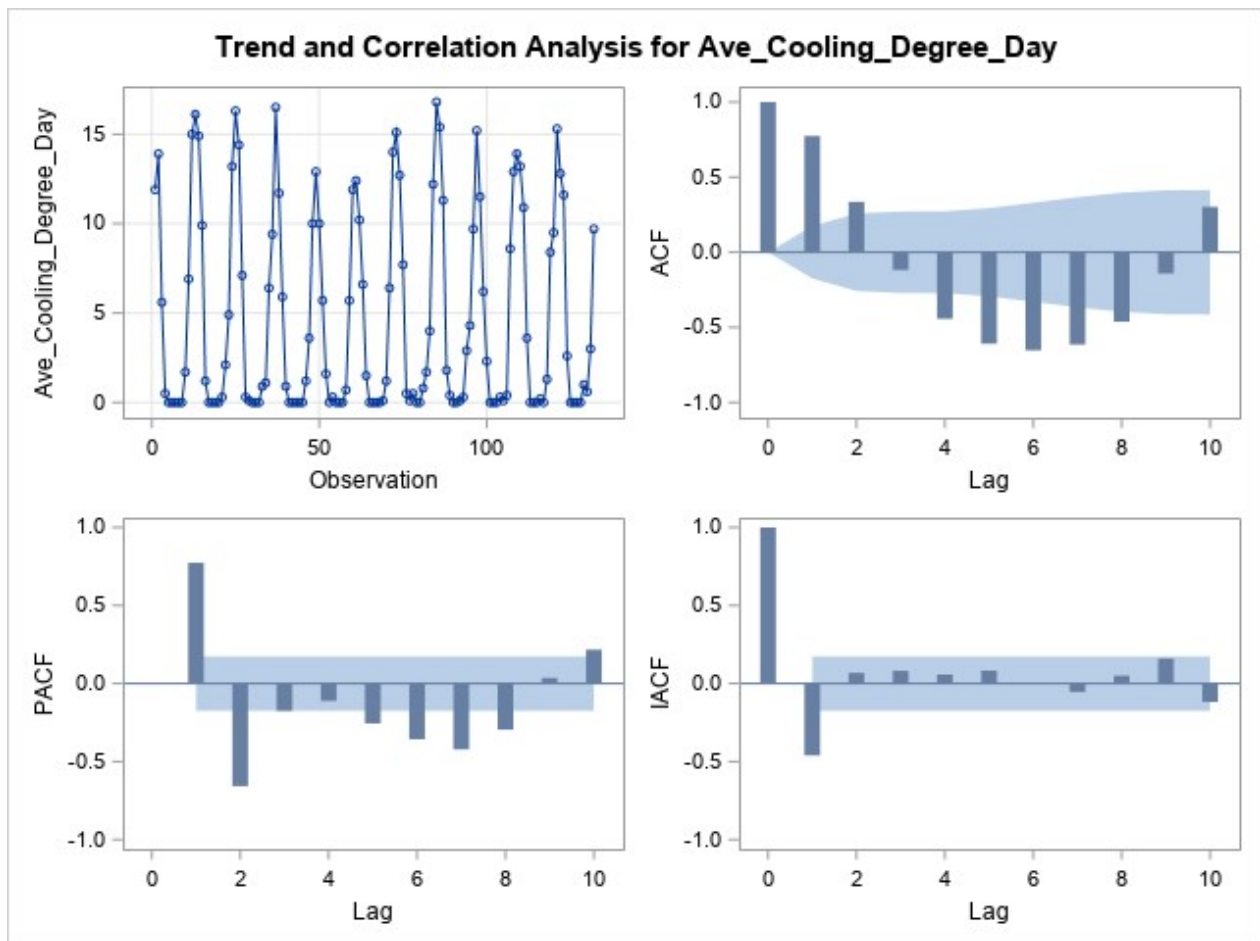 Trend and Correlation Analysis for Ave_Cooling_Degree_Day
Ave_Cooling_Degree_Day
15
10
5
0
0 50 100
Observation
ACF
1.0
0.5
0.0
-0.5
-1.0
0 2 4 6 8 10
Lag
PACF
1.0
0.5
0.0
-0.5
-1.0
0 2 4 6 8 10
Lag
IACF
1.0
0.5
0.0
-0.5
-1.0
0 2 4 6 8 10
Lag